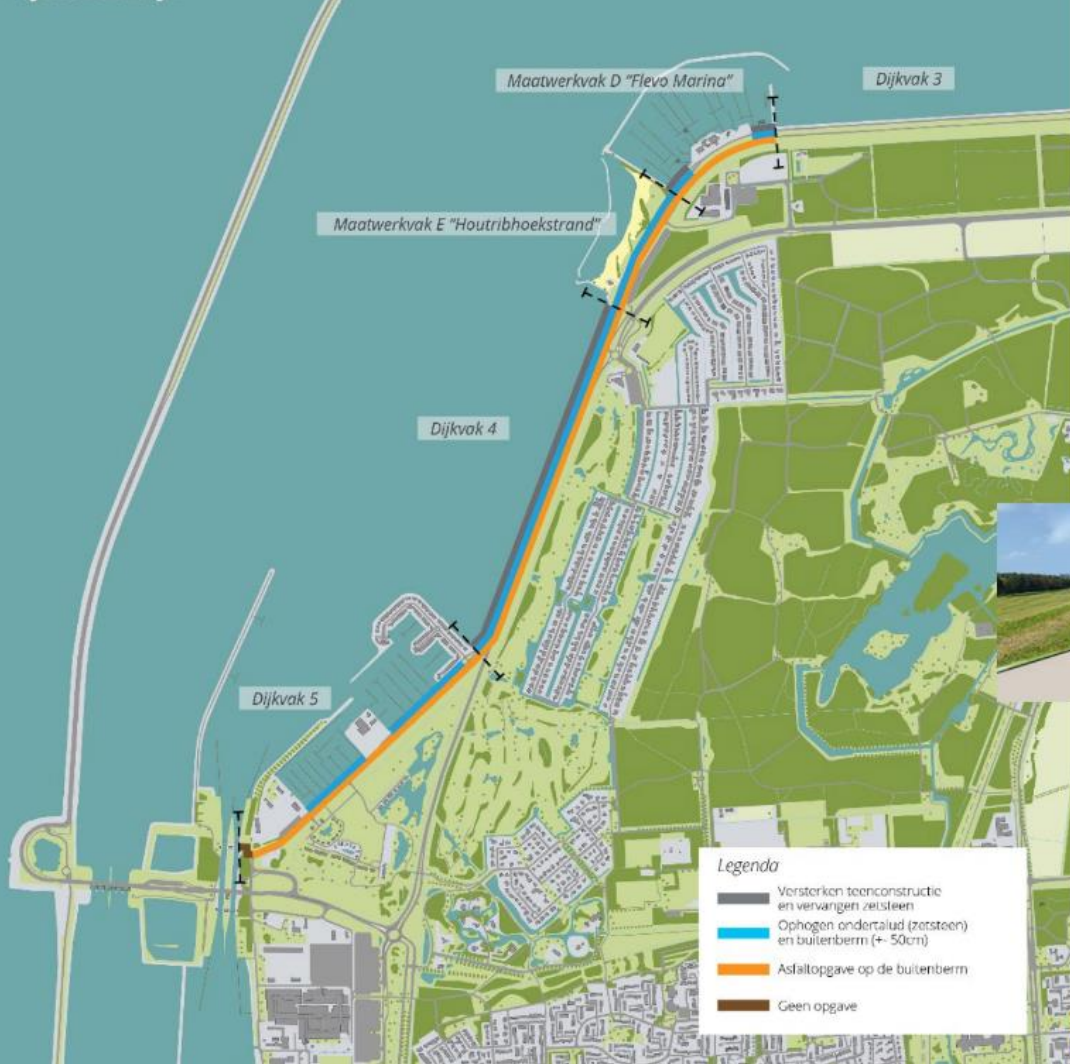 Maatwerkvak D "Flevo Marina"
Dijkvak 3
Maatwerkvak E "Houtribhoekstrand"
Dijkvak 4
Dijkvak 5
Legenda
Versterken teenconstructie
en vervangen zetsteen
Ophogen ondertalud (zetsteen)
en buitenberm (+- 50cm)
Asfaltopgave op de buitenberm
Geen opgave